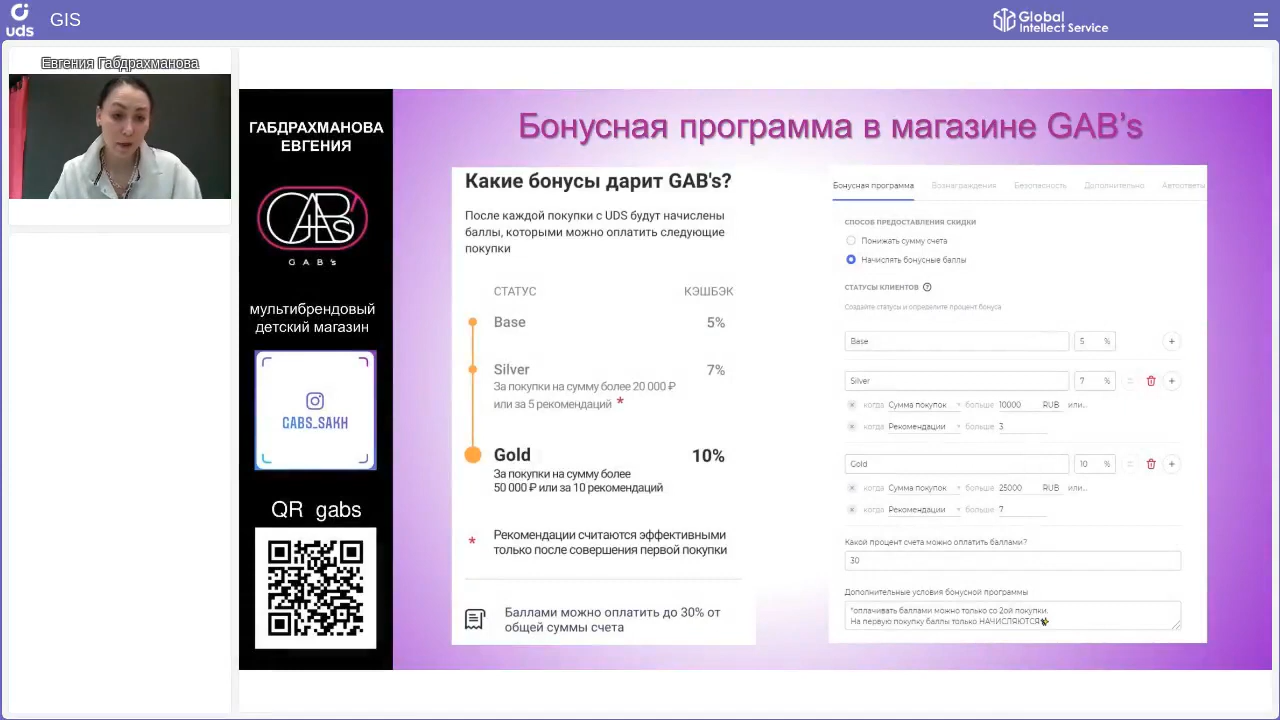 uds
GIS
Global
Intellect Service
Евгения Габдрахманова
ГАБДРАХМАНОВА
ЕВГЕНИЯ
GAB's
G A B 's
мультибрендовый
детский магазин
GABS_SAKH
QR gabs
Бонусная программа в магазине GAB's
Какие бонусы дарит GAB's?
После каждой покупки с UDS будут начислены
баллы, которыми можно оплатить следующие
покупки
СТАТУС КЭШБЭК
Base 5%
Silver 7%
За покупки на сумму более 20 000 ₽
или за 5 рекомендаций *
Gold 10%
За покупки на сумму более
50 000 ₽ или за 10 рекомендаций
* Рекомендации считаются эффективными
только после совершения первой покупки
Баллами можно оплатить до 30% от
общей суммы счета
Бонусная программа Вознаграждения Безопасность Дополнительно Автоответы
СПОСОБ ПРЕДОСТАВЛЕНИЯ СКИДКИ
Понижать сумму счета
Начислять бонусные баллы
СТАТУСЫ КЛИЕНТОВ ?
Создайте статусы и определите процент бонуса
Base 5 % +
Silver 7 % = +
× когда Сумма покупок больше 10000 RUB или...
× когда Рекомендации больше 3
Gold 10 % = +
× когда Сумма покупок больше 25000 RUB или...
× когда Рекомендации больше 7
Какой процент счета можно оплатить баллами?
30
Дополнительные условия бонусной программы
*оплачивать баллами можно только со 2ой покупки.
На первую покупку баллы только НАЧИСЛЯЮТСЯ